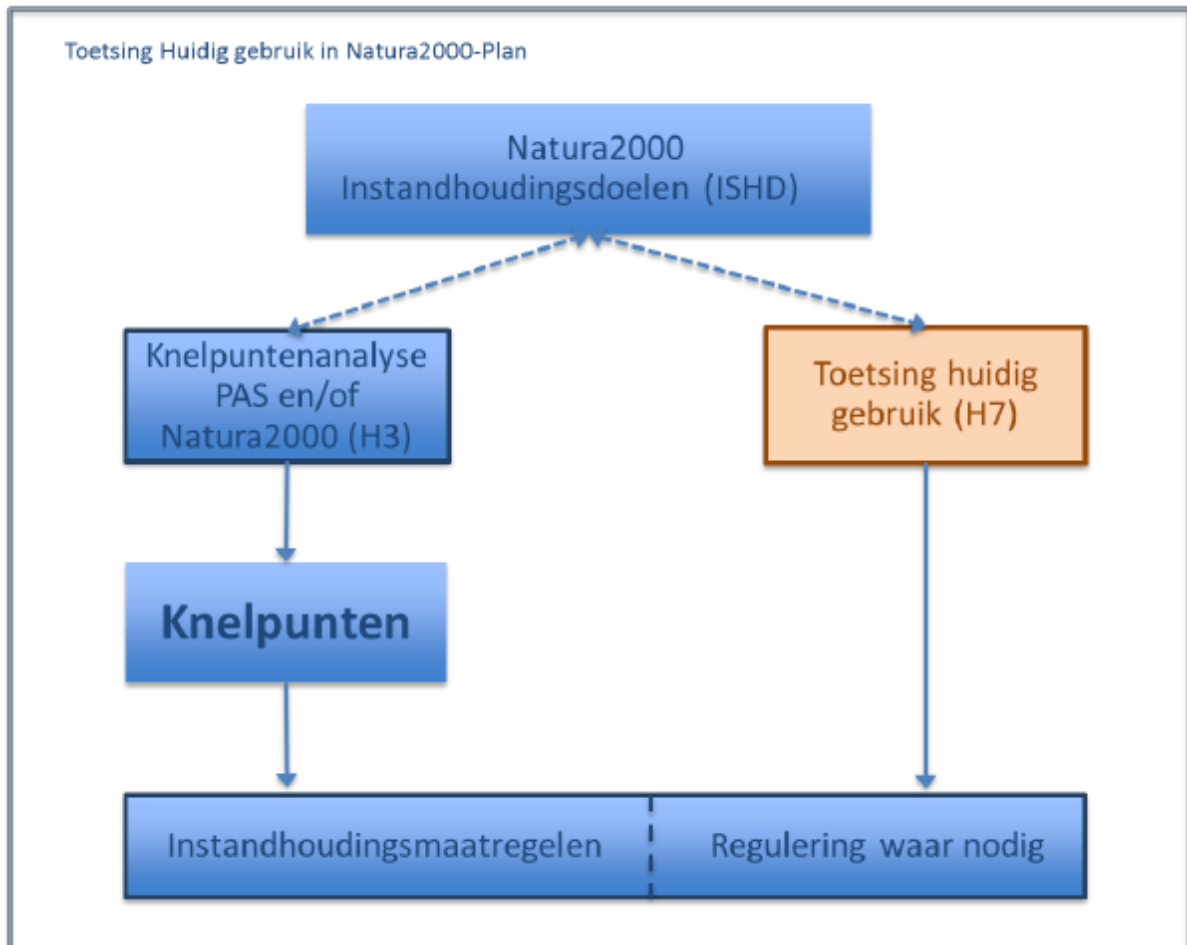 Toetsing Huidig gebruik in Natura2000-Plan
Natura2000
Instandhoudingsdoelen (ISHD)
Knelpuntenanalyse
PAS en/of
Natura2000 (H3)
Toetsing huidig
gebruik (H7)
Knelpunten
Instandhoudingsmaatregelen
Regulering waar nodig